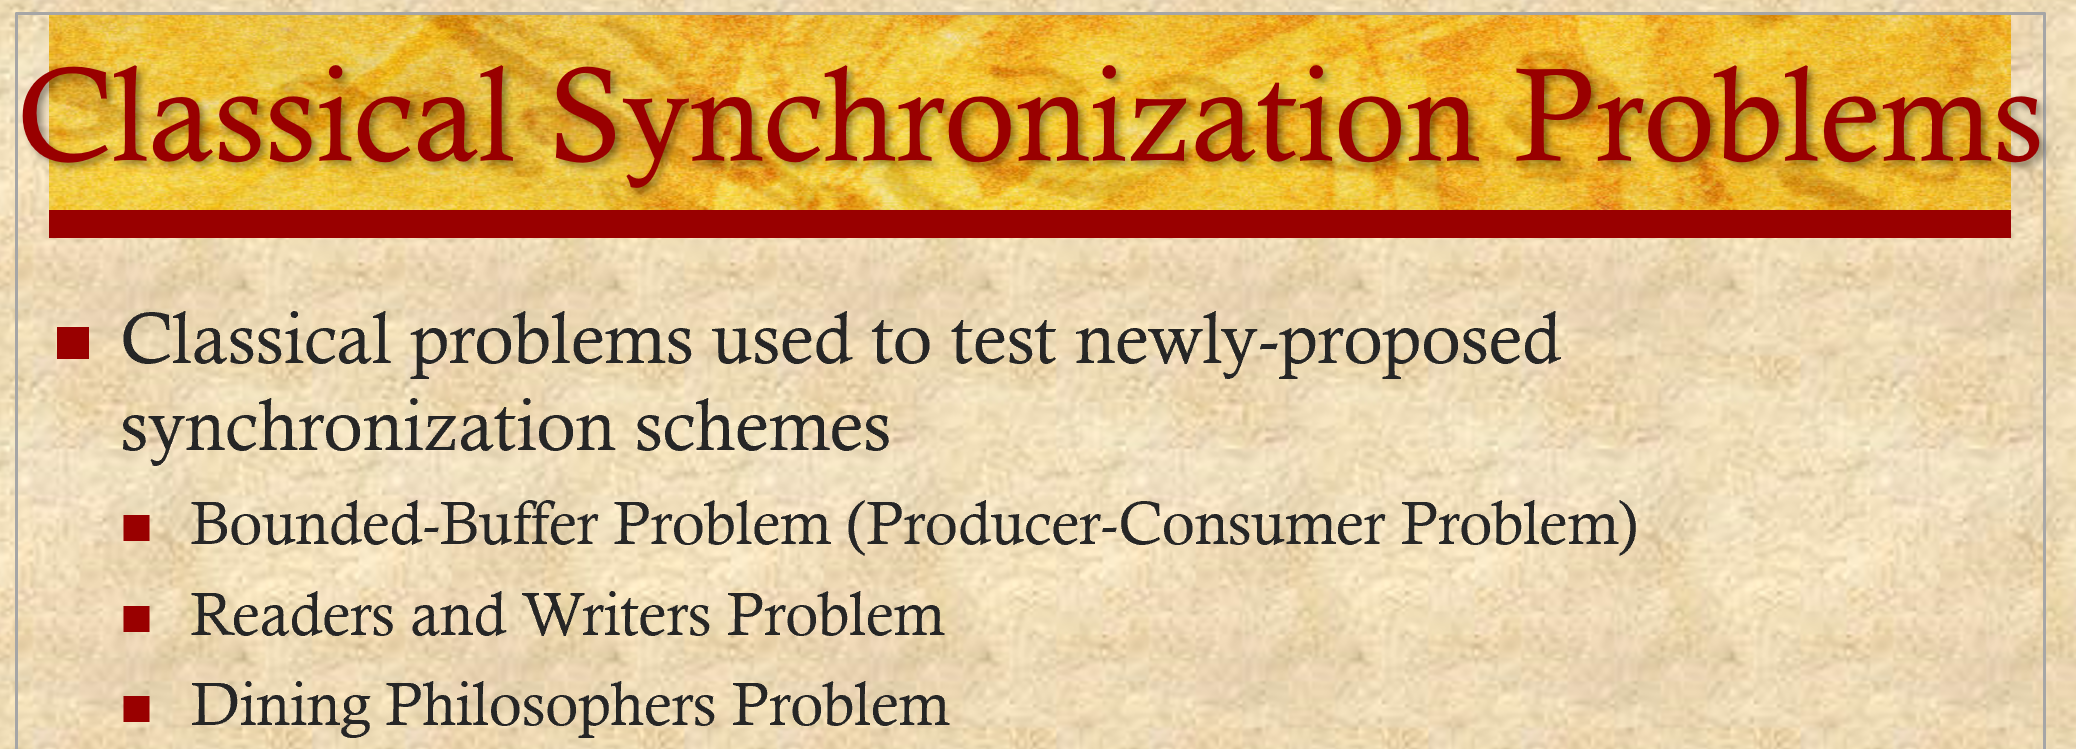 Classical Synchronization Problems
Classical problems used to test newly-proposed
synchronization schemes
Bounded-Buffer Problem (Producer-Consumer Problem)
Readers and Writers Problem
Dining Philosophers Problem